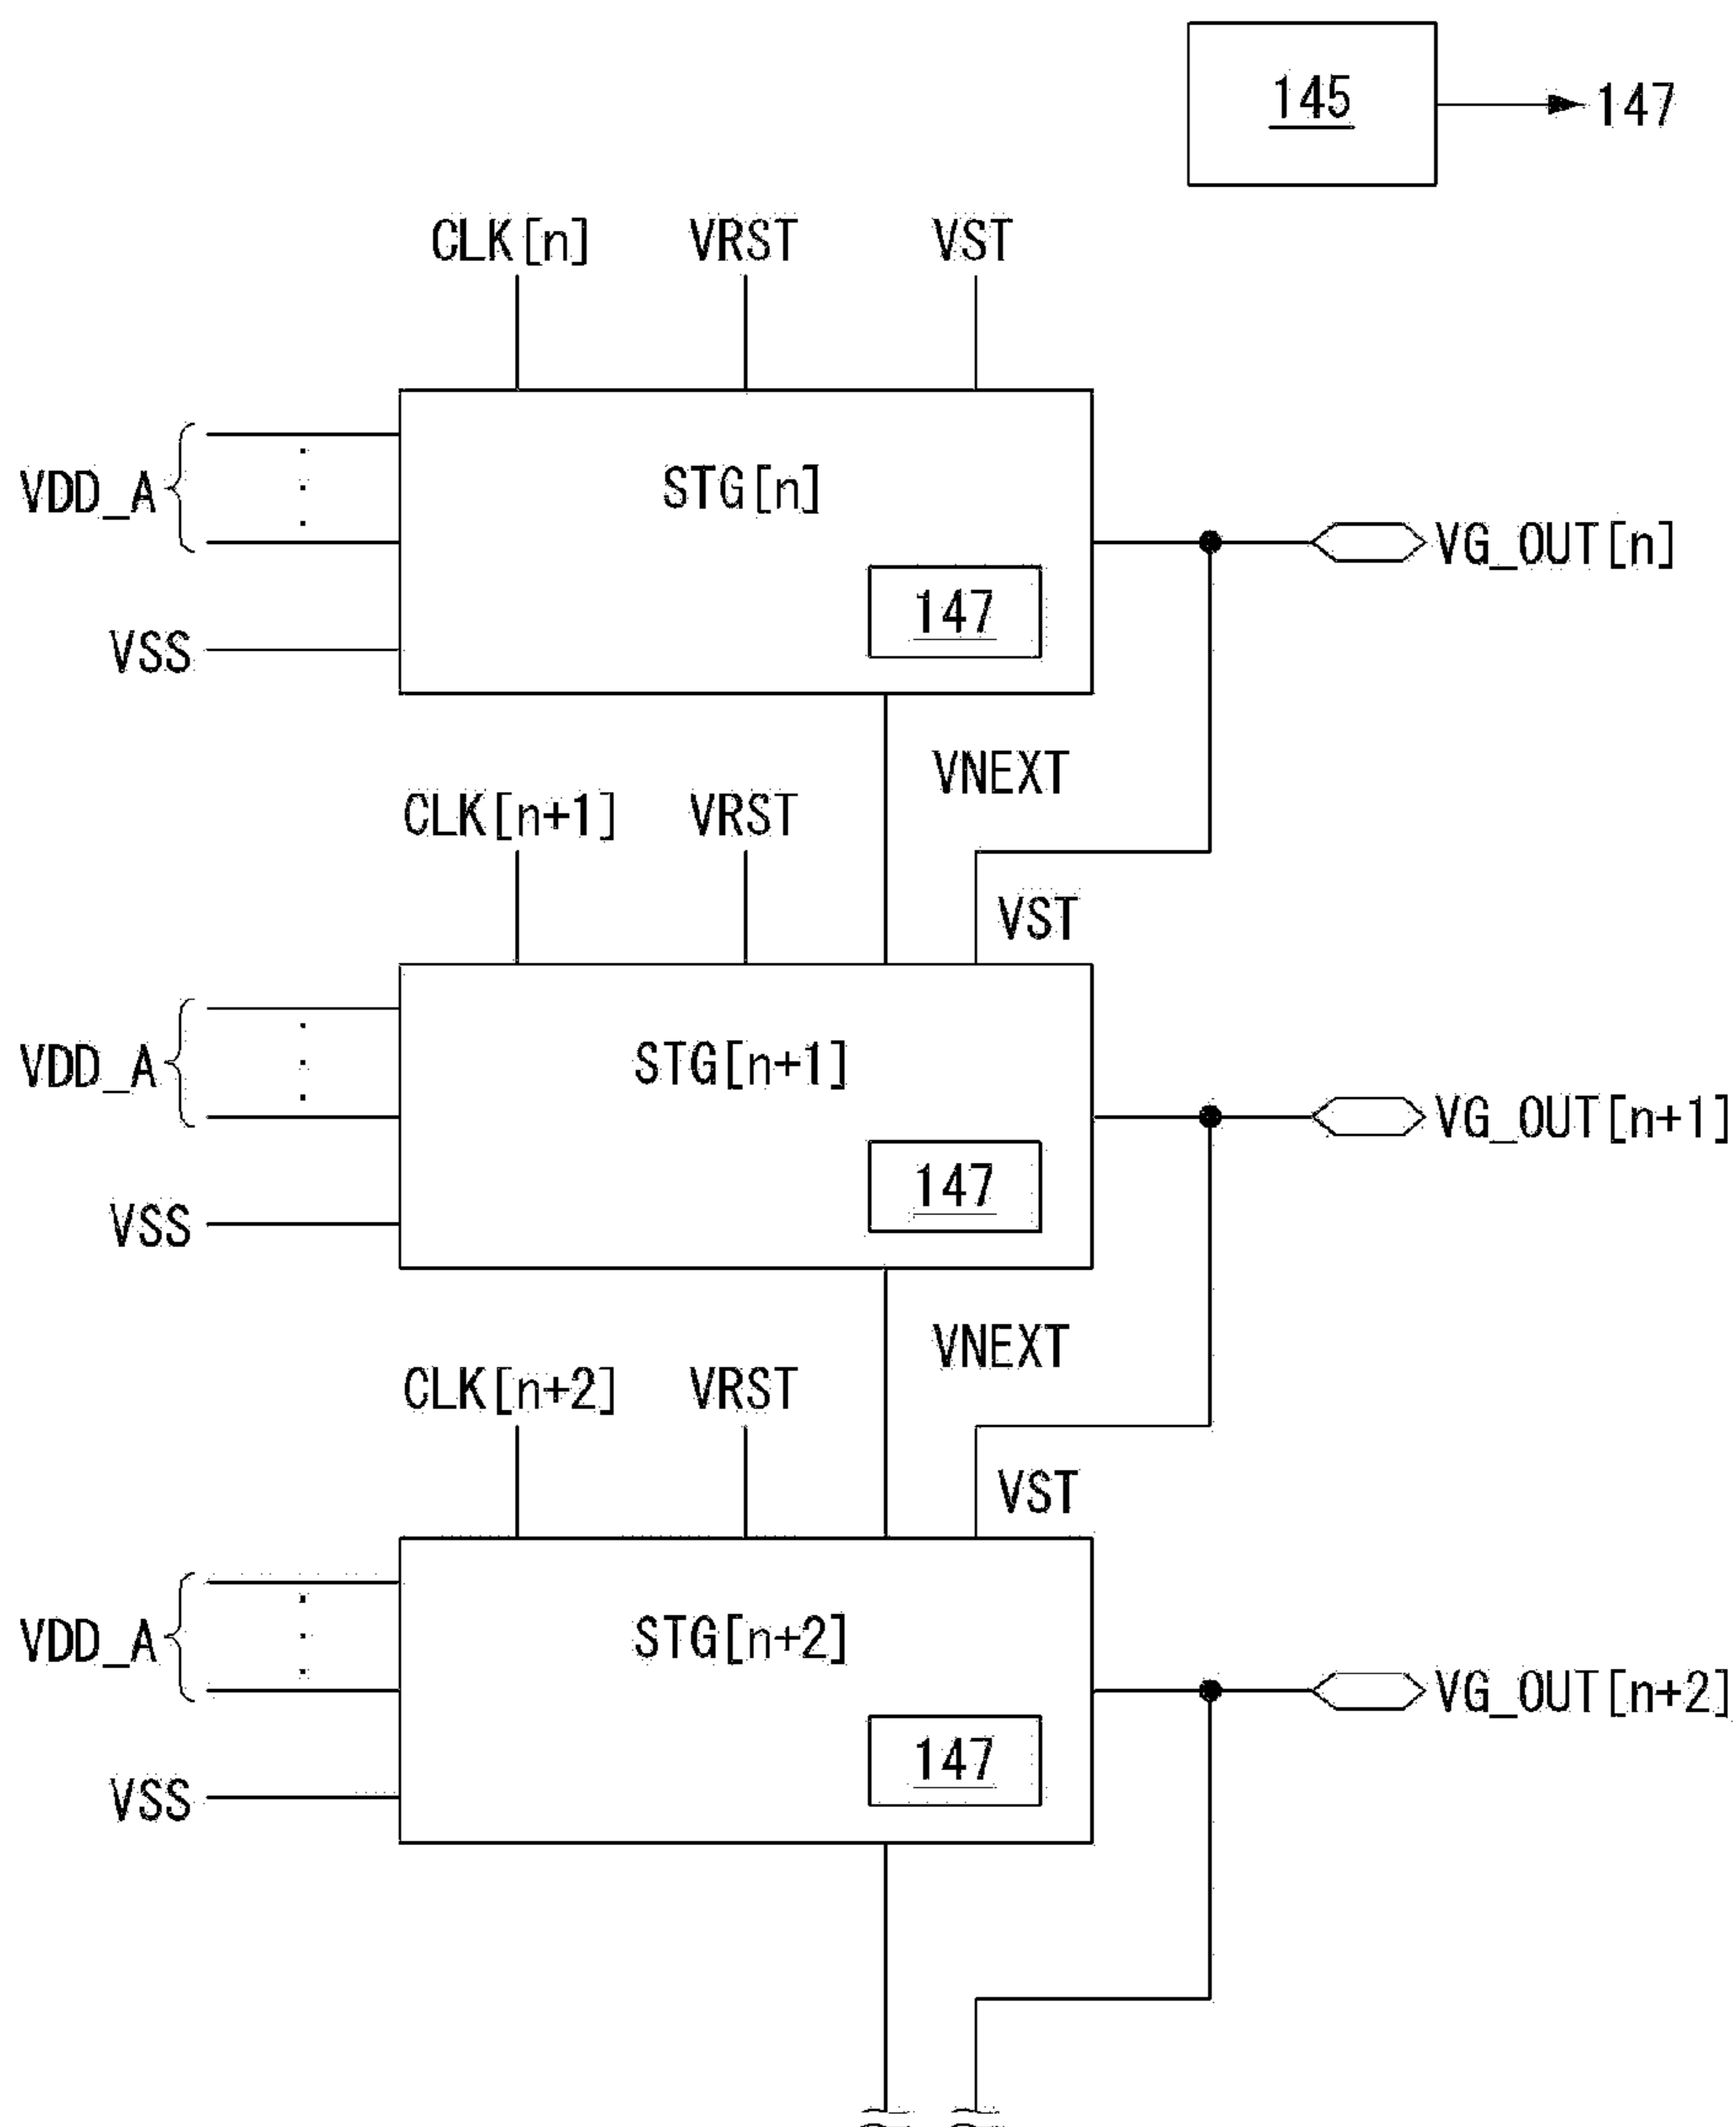 145
147
CLK[n] VRST VST
VDD_A
STG[n]
VG_OUT[n]
147
VSS
VNEXT
CLK[n+1] VRST
VST
VDD_A
STG[n+1]
VG_OUT[n+1]
147
VSS
VNEXT
CLK[n+2] VRST
VST
VDD_A
STG[n+2]
VG_OUT[n+2]
147
VSS